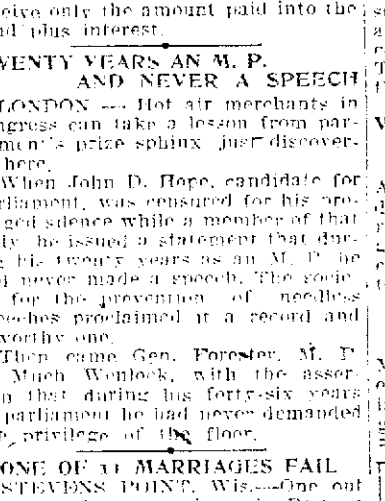 ceive only the amount paid into the
nd plus interest.
WENTY YEARS AN M. P.
AND NEVER A SPEECH
LONDON — Hot air merchants in
ngress can take a lesson from par-
ment's prize sphinx just discover-
here.
When John D. Hope, candidate for
rliament, was censured for his pro-
ged silence while a member of that
ly, he issued a statement that dur-
g his twenty years as an M. P. he
d never made a speech. The socie-
for the prevention of needless
eeches proclaimed it a record and
worthy one.
Then came Gen. Forester, M. P.
Much Wenlock, with the asser-
n that during his forty-six years
parliament he had never demanded
e privilege of the floor.
ONE OF 11 MARRIAGES FAIL
STEVENS POINT, Wis.—One out